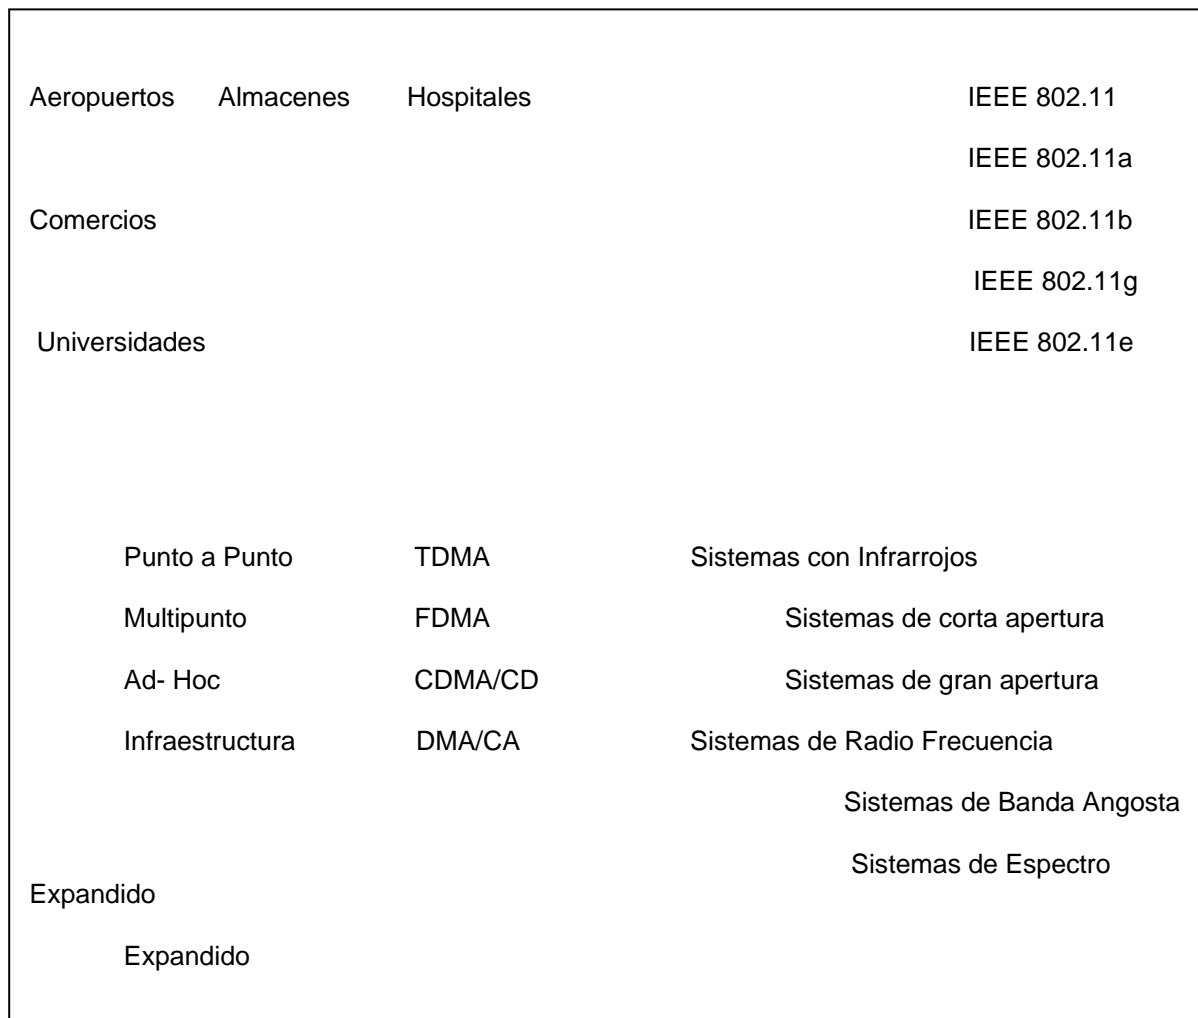 Aeropuertos Almacenes Hospitales IEEE 802.11
IEEE 802.11a
Comercios IEEE 802.11b
IEEE 802.11g
Universidades IEEE 802.11e
Punto a Punto TDMA Sistemas con Infrarrojos
Multipunto FDMA Sistemas de corta apertura
Ad- Hoc CDMA/CD Sistemas de gran apertura
Infraestructura DMA/CA Sistemas de Radio Frecuencia
Sistemas de Banda Angosta
Sistemas de Espectro
Expandido
Expandido